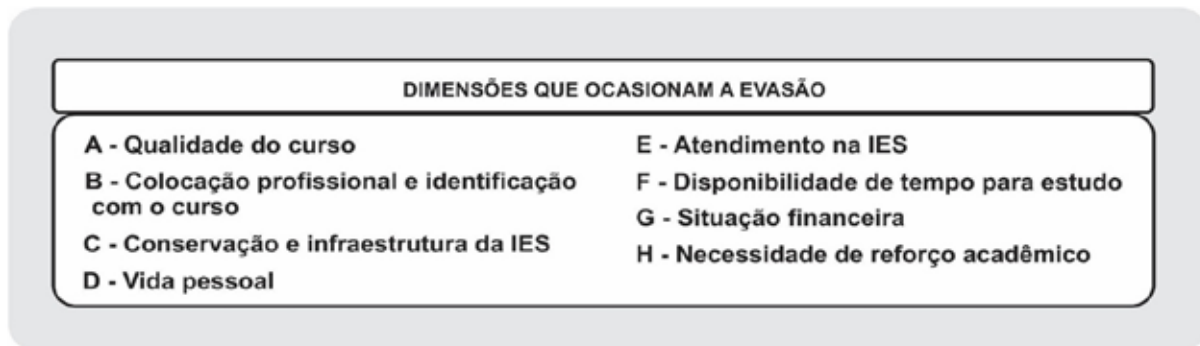 DIMENSÕES QUE OCASIONAM A EVASÃO
A - Qualidade do curso
B - Colocação profissional e identificação
com o curso
C - Conservação e infraestrutura da IES
D - Vida pessoal
E - Atendimento na IES
F - Disponibilidade de tempo para estudo
G - Situação financeira
H - Necessidade de reforço acadêmico